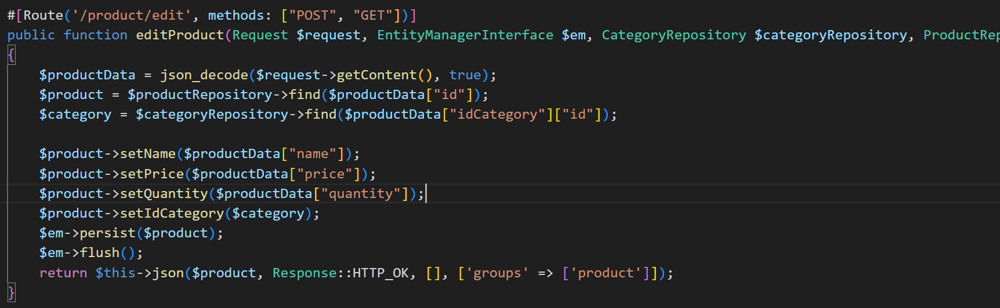 #[Route('/product/edit', methods: ["POST", "GET"])]
public function editProduct(Request $request, EntityManagerInterface $em, CategoryRepository $categoryRepository, ProductRep
{
    $productData = json_decode($request->getContent(), true);
    $product = $productRepository->find($productData["id"]);
    $category = $categoryRepository->find($productData["idCategory"]["id"]);

    $product->setName($productData["name"]);
    $product->setPrice($productData["price"]);
    $product->setQuantity($productData["quantity"]);
    $product->setIdCategory($category);
    $em->persist($product);
    $em->flush();
    return $this->json($product, Response::HTTP_OK, [], ['groups' => ['product']]);
}